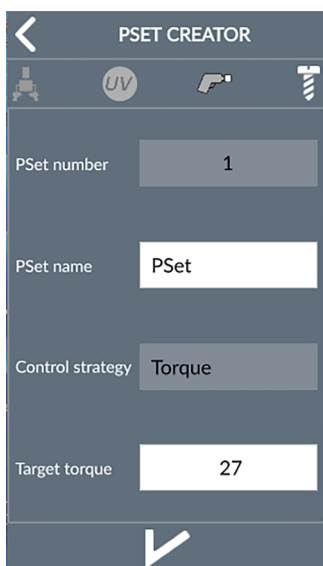 PSET CREATOR
UV
PSet number 1
PSet name PSet
Control strategy Torque
Target torque 27